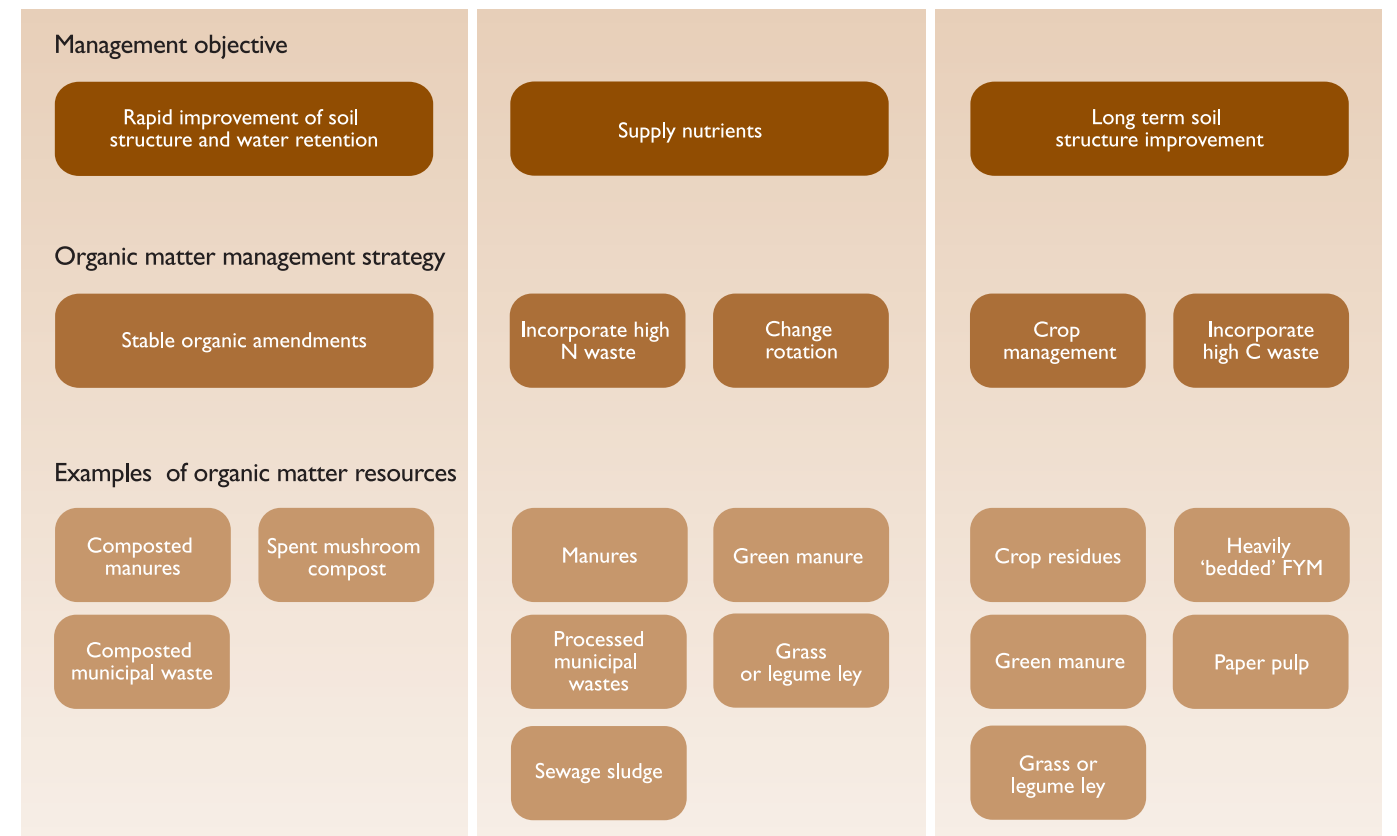 Management objective
Rapid improvement of soil
structure and water retention
Supply nutrients
Long term soil
structure improvement
Organic matter management strategy
Stable organic amendments
Incorporate high
N waste
Change
rotation
Crop
management
Incorporate
high C waste
Examples of organic matter resources
Composted
manures
Spent mushroom
compost
Composted
municipal waste
Manures
Green manure
Processed
municipal
wastes
Grass
or legume ley
Sewage sludge
Crop residues
Heavily
‘bedded’ FYM
Green manure
Paper pulp
Grass or
legume ley